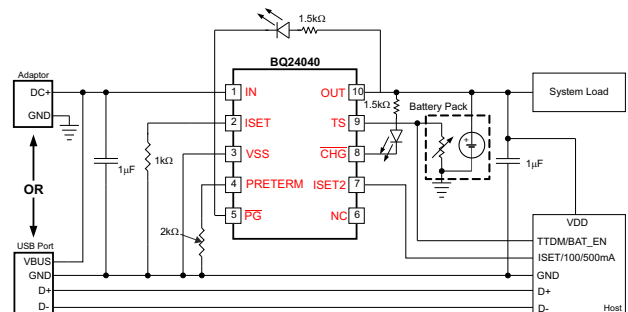 1.5kΩ
BQ24040
Adaptor
DC+
GND
1 IN
OUT 10
System Load
1.5kΩ
Battery Pack
2 ISET
TS 9
+
1μF
1kΩ
3 VSS
CHG 8
1μF
OR
4 PRETERM
ISET2 7
2kΩ
5 PG
NC 6
VDD
USB Port
TTDM/BAT_EN
VBUS
ISET/100/500mA
GND
GND
D+
D+
D-
D-
Host